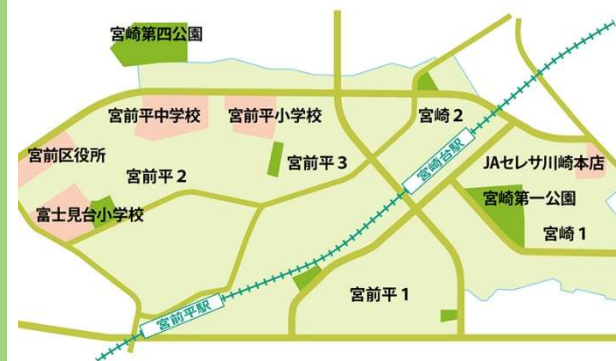 宮崎第四公園
宮前平中学校
宮前平小学校
宮崎2
宮前区役所
宮前平3
宮崎台駅
JAセレサ川崎本店
宮前平2
宮崎第一公園
富士見台小学校
宮崎1
宮前平1
宮前平駅